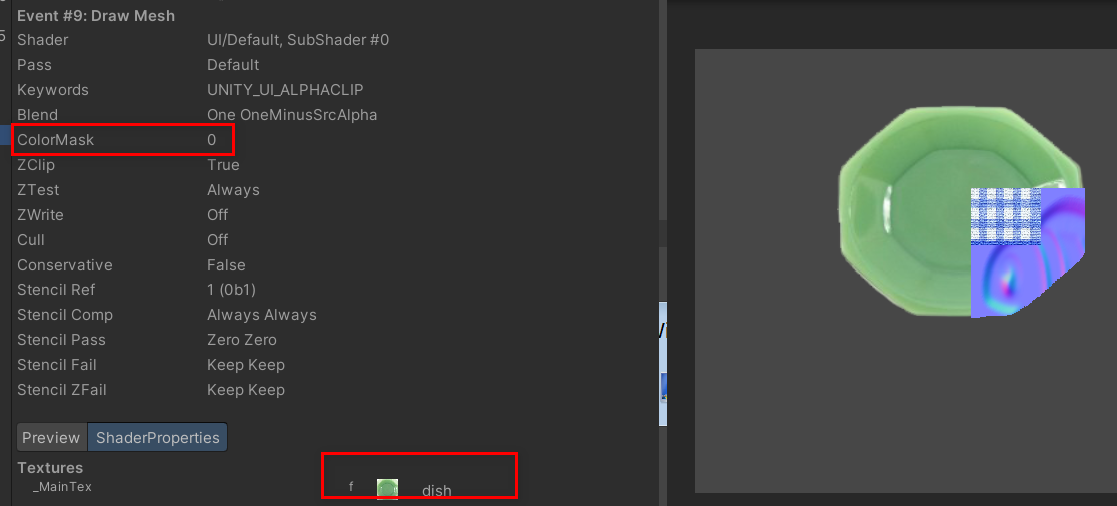 Event #9: Draw Mesh
5
Shader UI/Default, SubShader #0
Pass Default
Keywords UNITY_UI_ALPHACLIP
Blend One OneMinusSrcAlpha
ColorMask 0
ZClip True
ZTest Always
ZWrite Off
Cull Off
Conservative False
Stencil Ref 1 (0b1)
Stencil Comp Always Always
Stencil Pass Zero Zero
Stencil Fail Keep Keep
Stencil ZFail Keep Keep
Preview ShaderProperties
Textures
_MainTex f dish